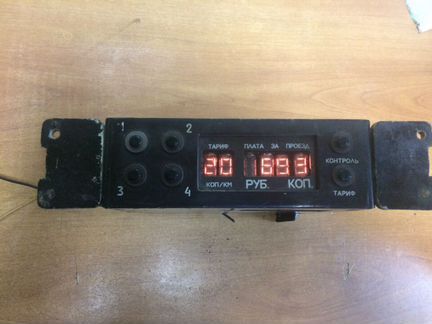 1 2
3 4
ТАРИФ ПЛАТА ЗА ПРОЕЗД
20
КОП/КМ РУБ. КОП.
КОНТРОЛЬ
ТАРИФ